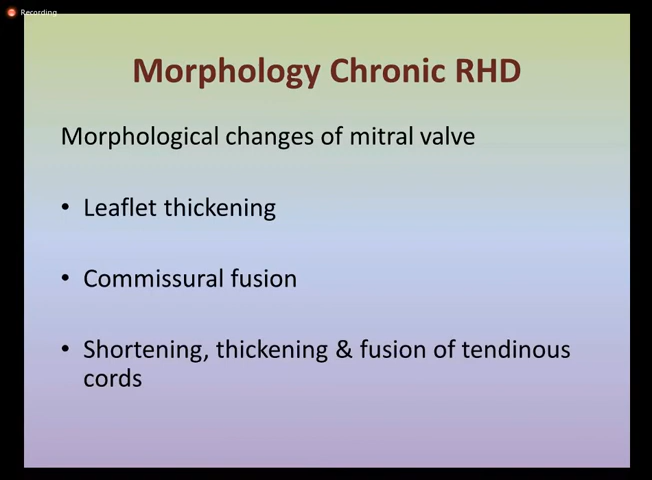 Recording
Morphology Chronic RHD
Morphological changes of mitral valve
• Leaflet thickening
• Commissural fusion
• Shortening, thickening & fusion of tendinous
cords